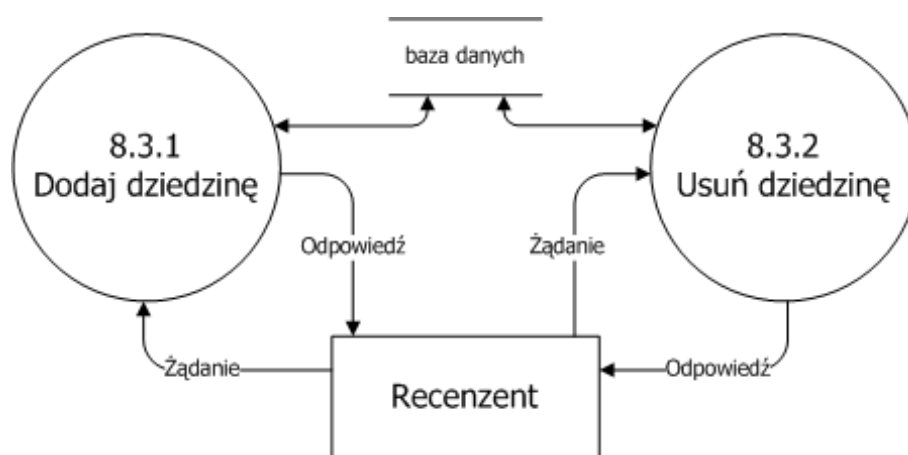 baza danych
8.3.1
Dodaj dziedzinę
8.3.2
Usuń dziedzinę
Odpowiedź
Żądanie
Żądanie
Odpowiedź
Recenzent